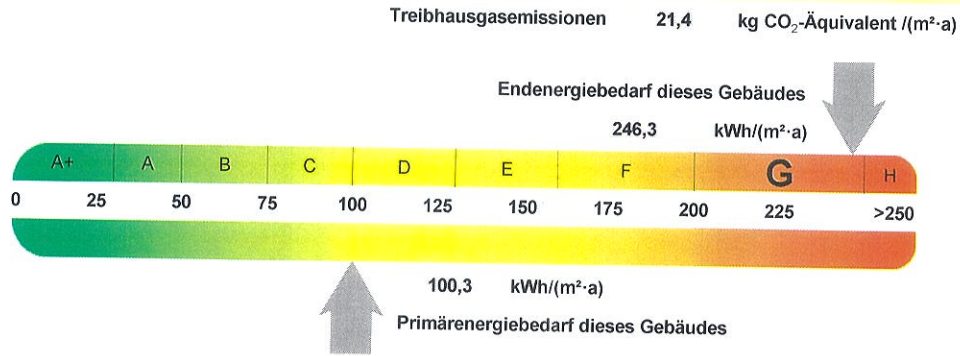 Treibhausgasemissionen 21,4 kg CO₂-Äquivalent /(m²·a)
Endenergiebedarf dieses Gebäudes
246,3 kWh/(m²·a)
A+ A B C D E F G H
0 25 50 75 100 125 150 175 200 225 >250
100,3 kWh/(m²·a)
Primärenergiebedarf dieses Gebäudes